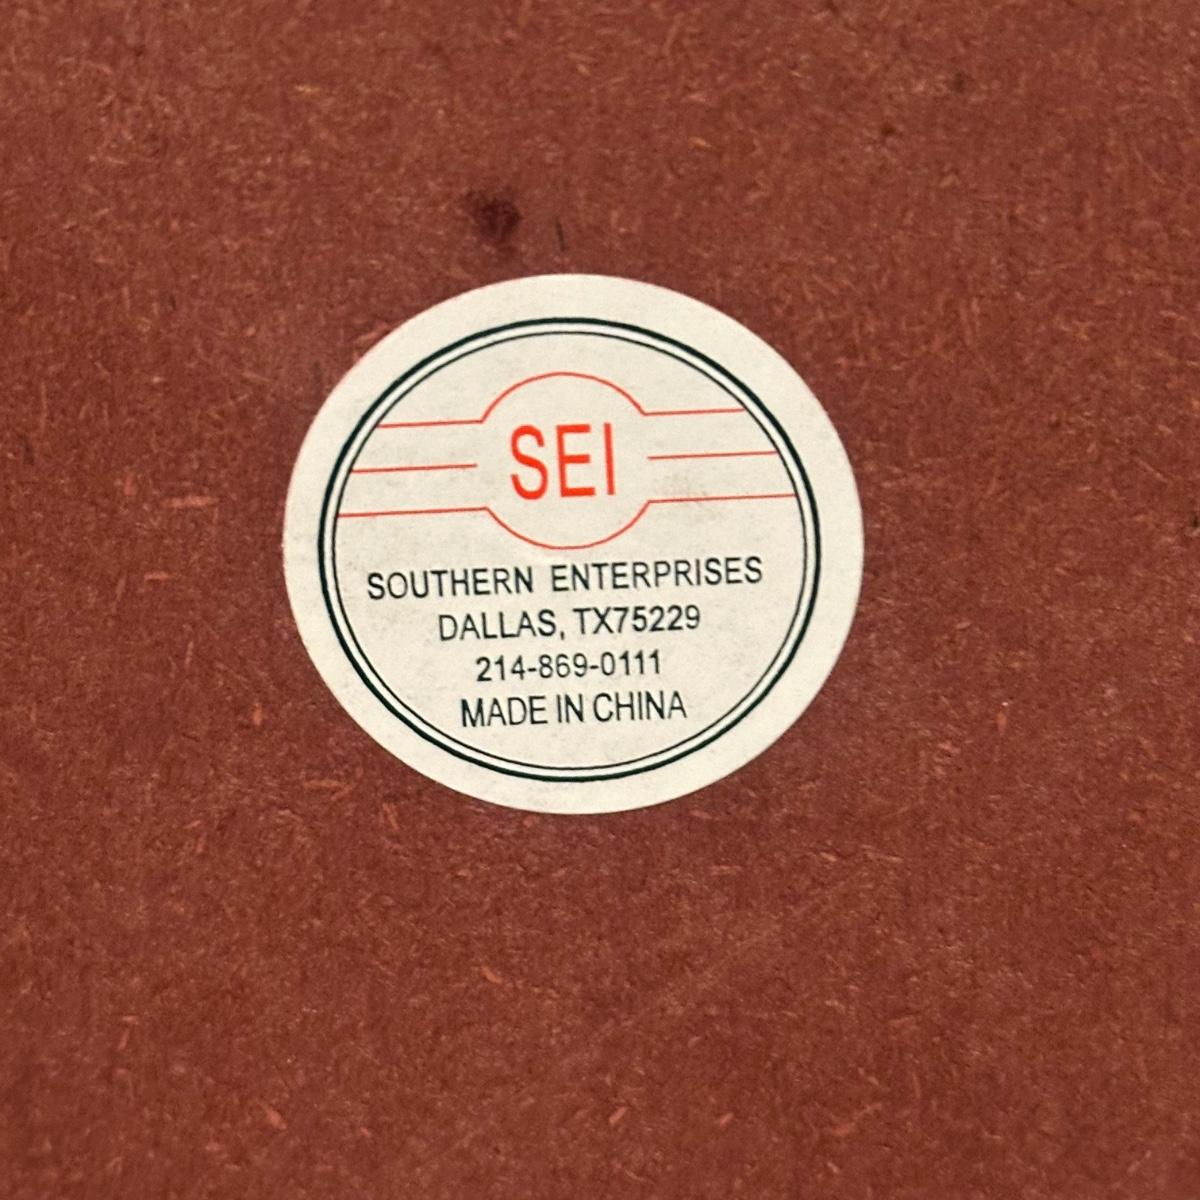 SEI
SOUTHERN ENTERPRISES
DALLAS, TX75229
214-869-0111
MADE IN CHINA